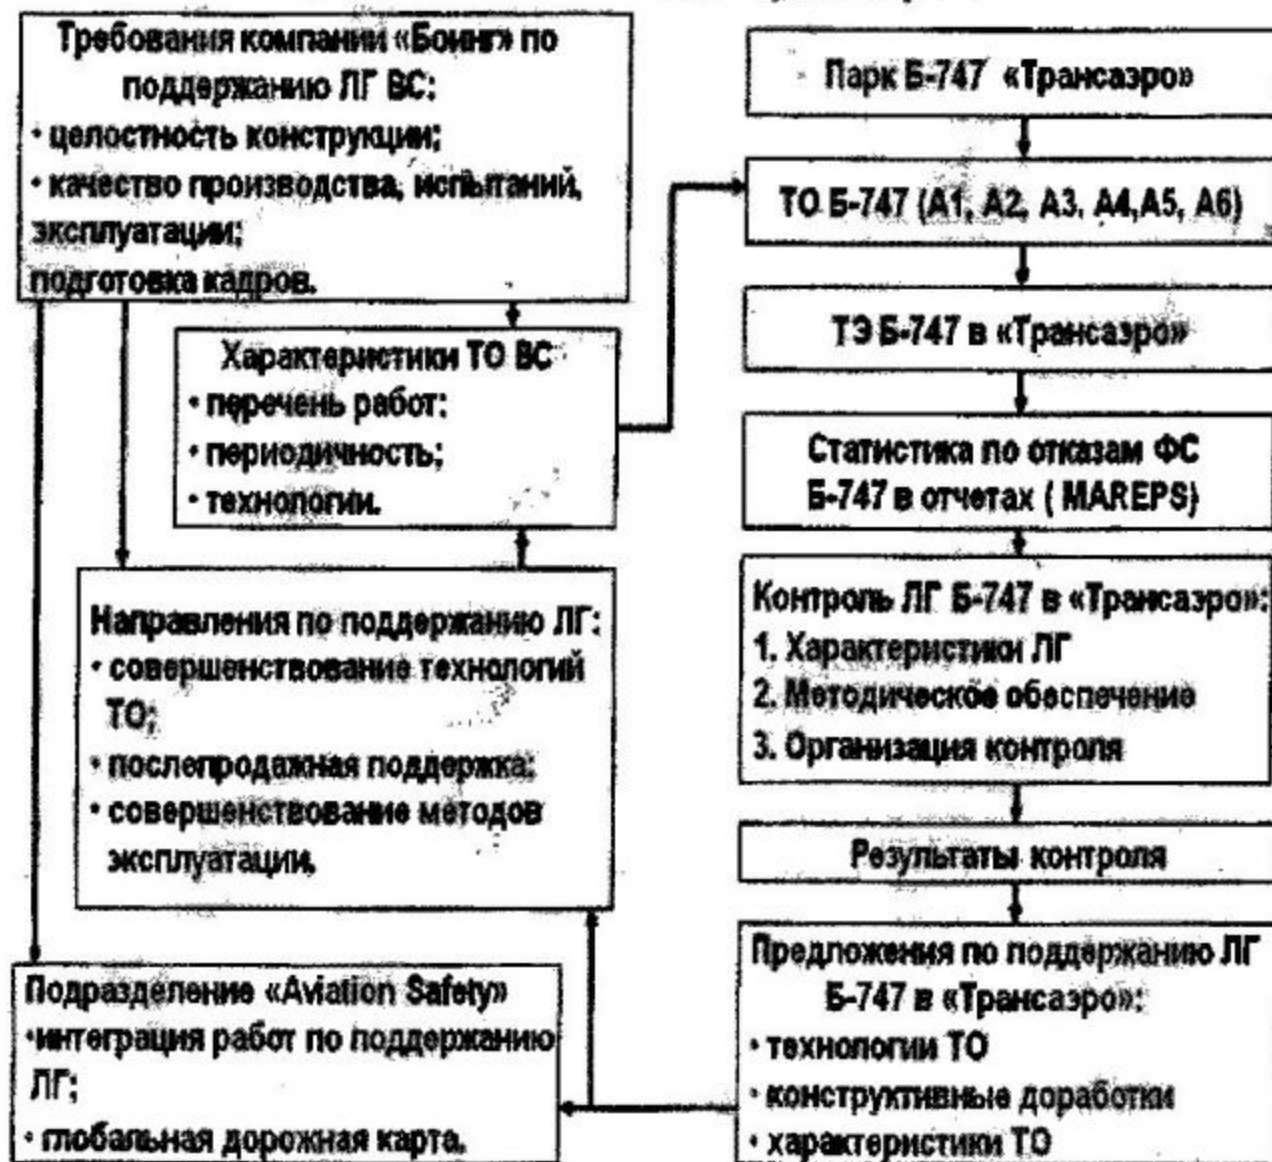 Требования компании «Боинг» по
поддержанию ЛГ ВС:
• целостность конструкции;
• качество производства, испытаний,
эксплуатации;
подготовка кадров.
Характеристики ТО ВС
• перечень работ;
• периодичность;
• технологии.
Направления по поддержанию ЛГ:
• совершенствование технологий
ТО;
• послепродажная поддержка;
• совершенствование методов
эксплуатации.
Подразделение «Aviation Safety»
•интеграция работ по поддержанию
ЛГ;
• глобальная дорожная карта.
Парк Б-747 «Трансаэро»
ТО Б-747 (А1, А2, А3, А4,А5, А6)
ТЭ Б-747 в «Трансаэро»
Статистика по отказам ФС
Б-747 в отчетах ( MAREPS)
Контроль ЛГ Б-747 в «Трансаэро»:
1. Характеристики ЛГ
2. Методическое обеспечение
3. Организация контроля
Результаты контроля
Предложения по поддержанию ЛГ
Б-747 в «Трансаэро»:
• технологии ТО
• конструктивные доработки
• характеристики ТО